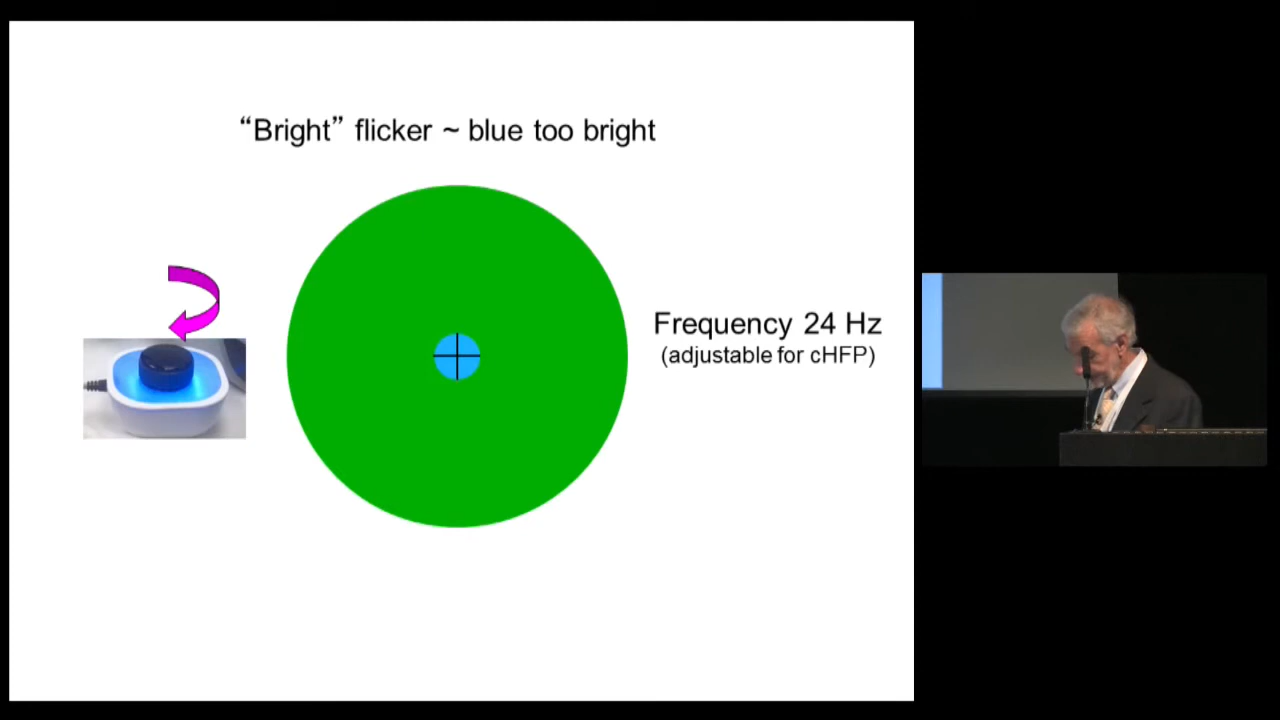 “Bright” flicker ~ blue too bright
Frequency 24 Hz
(adjustable for cHFP)